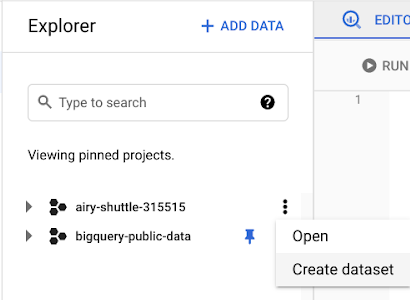 Explorer
+ ADD DATA
EDITO
RUN
Type to search
?
1
Viewing pinned projects.
airy-shuttle-315515
bigquery-public-data
Open
Create dataset